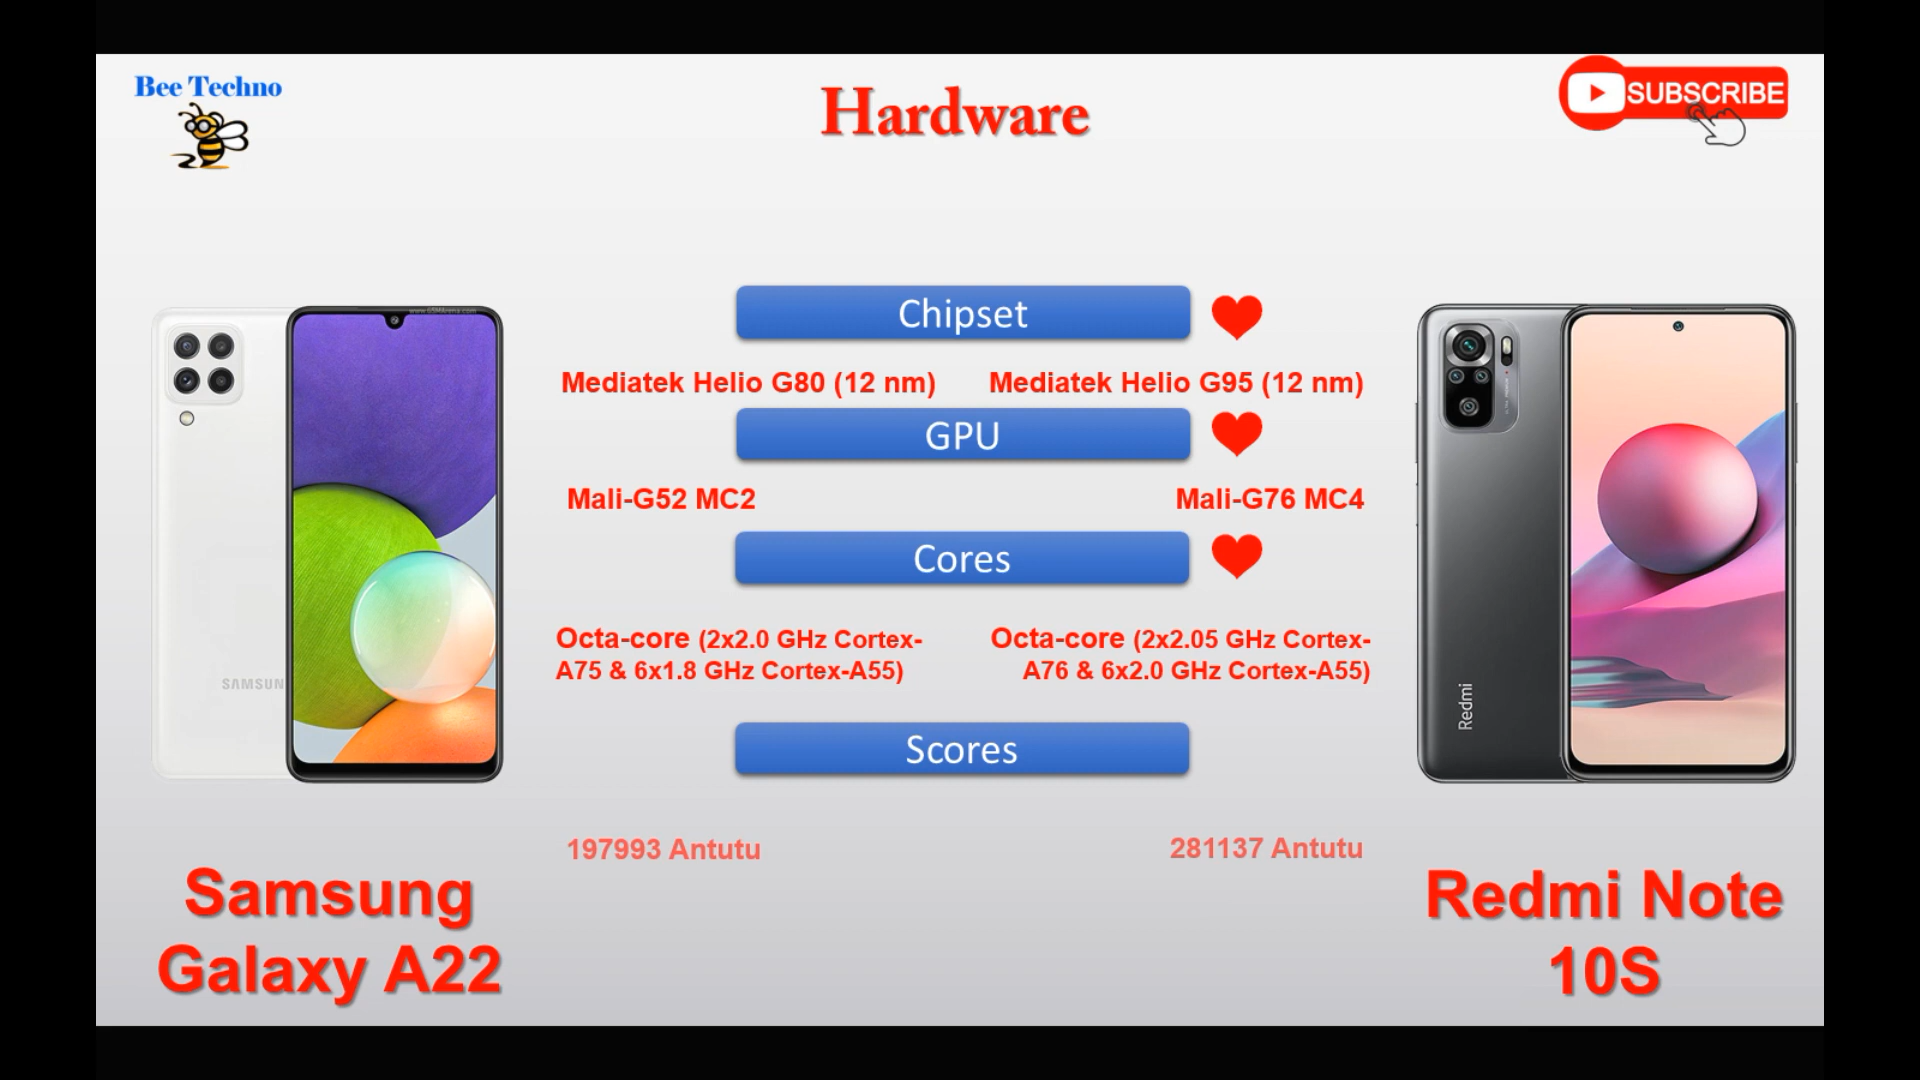 Bee Techno
Hardware
SUBSCRIBE
Chipset
Mediatek Helio G80 (12 nm)
Mediatek Helio G95 (12 nm)
GPU
Mali-G52 MC2
Mali-G76 MC4
Cores
Octa-core (2x2.0 GHz Cortex-
A75 & 6x1.8 GHz Cortex-A55)
Octa-core (2x2.05 GHz Cortex-
A76 & 6x2.0 GHz Cortex-A55)
Scores
197993 Antutu
281137 Antutu
www.GSMArena.com
SAMSUN
Samsung
Galaxy A22
Redmi
Redmi Note
10S